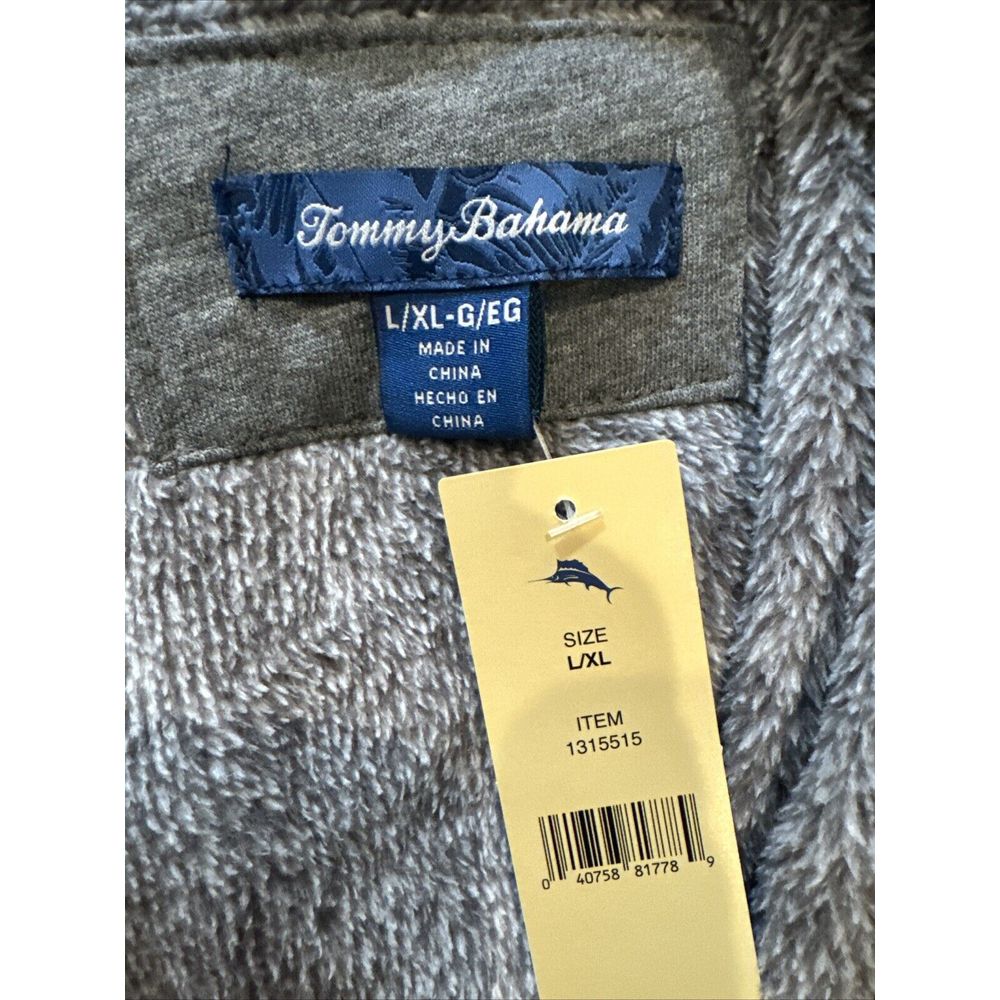 Tommy Bahama
L/XL-G/EG
MADE IN
CHINA
HECHO EN
CHINA
SIZE
L/XL
ITEM
1315515
0 40758 81778 9